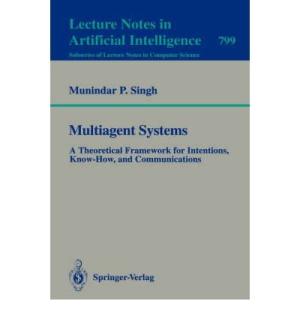 Lecture Notes in
Artificial Intelligence 799
Subseries of Lecture Notes in Computer Science
Munindar P. Singh
Multiagent Systems
A Theoretical Framework for Intentions,
Know-How, and Communications
Springer-Verlag